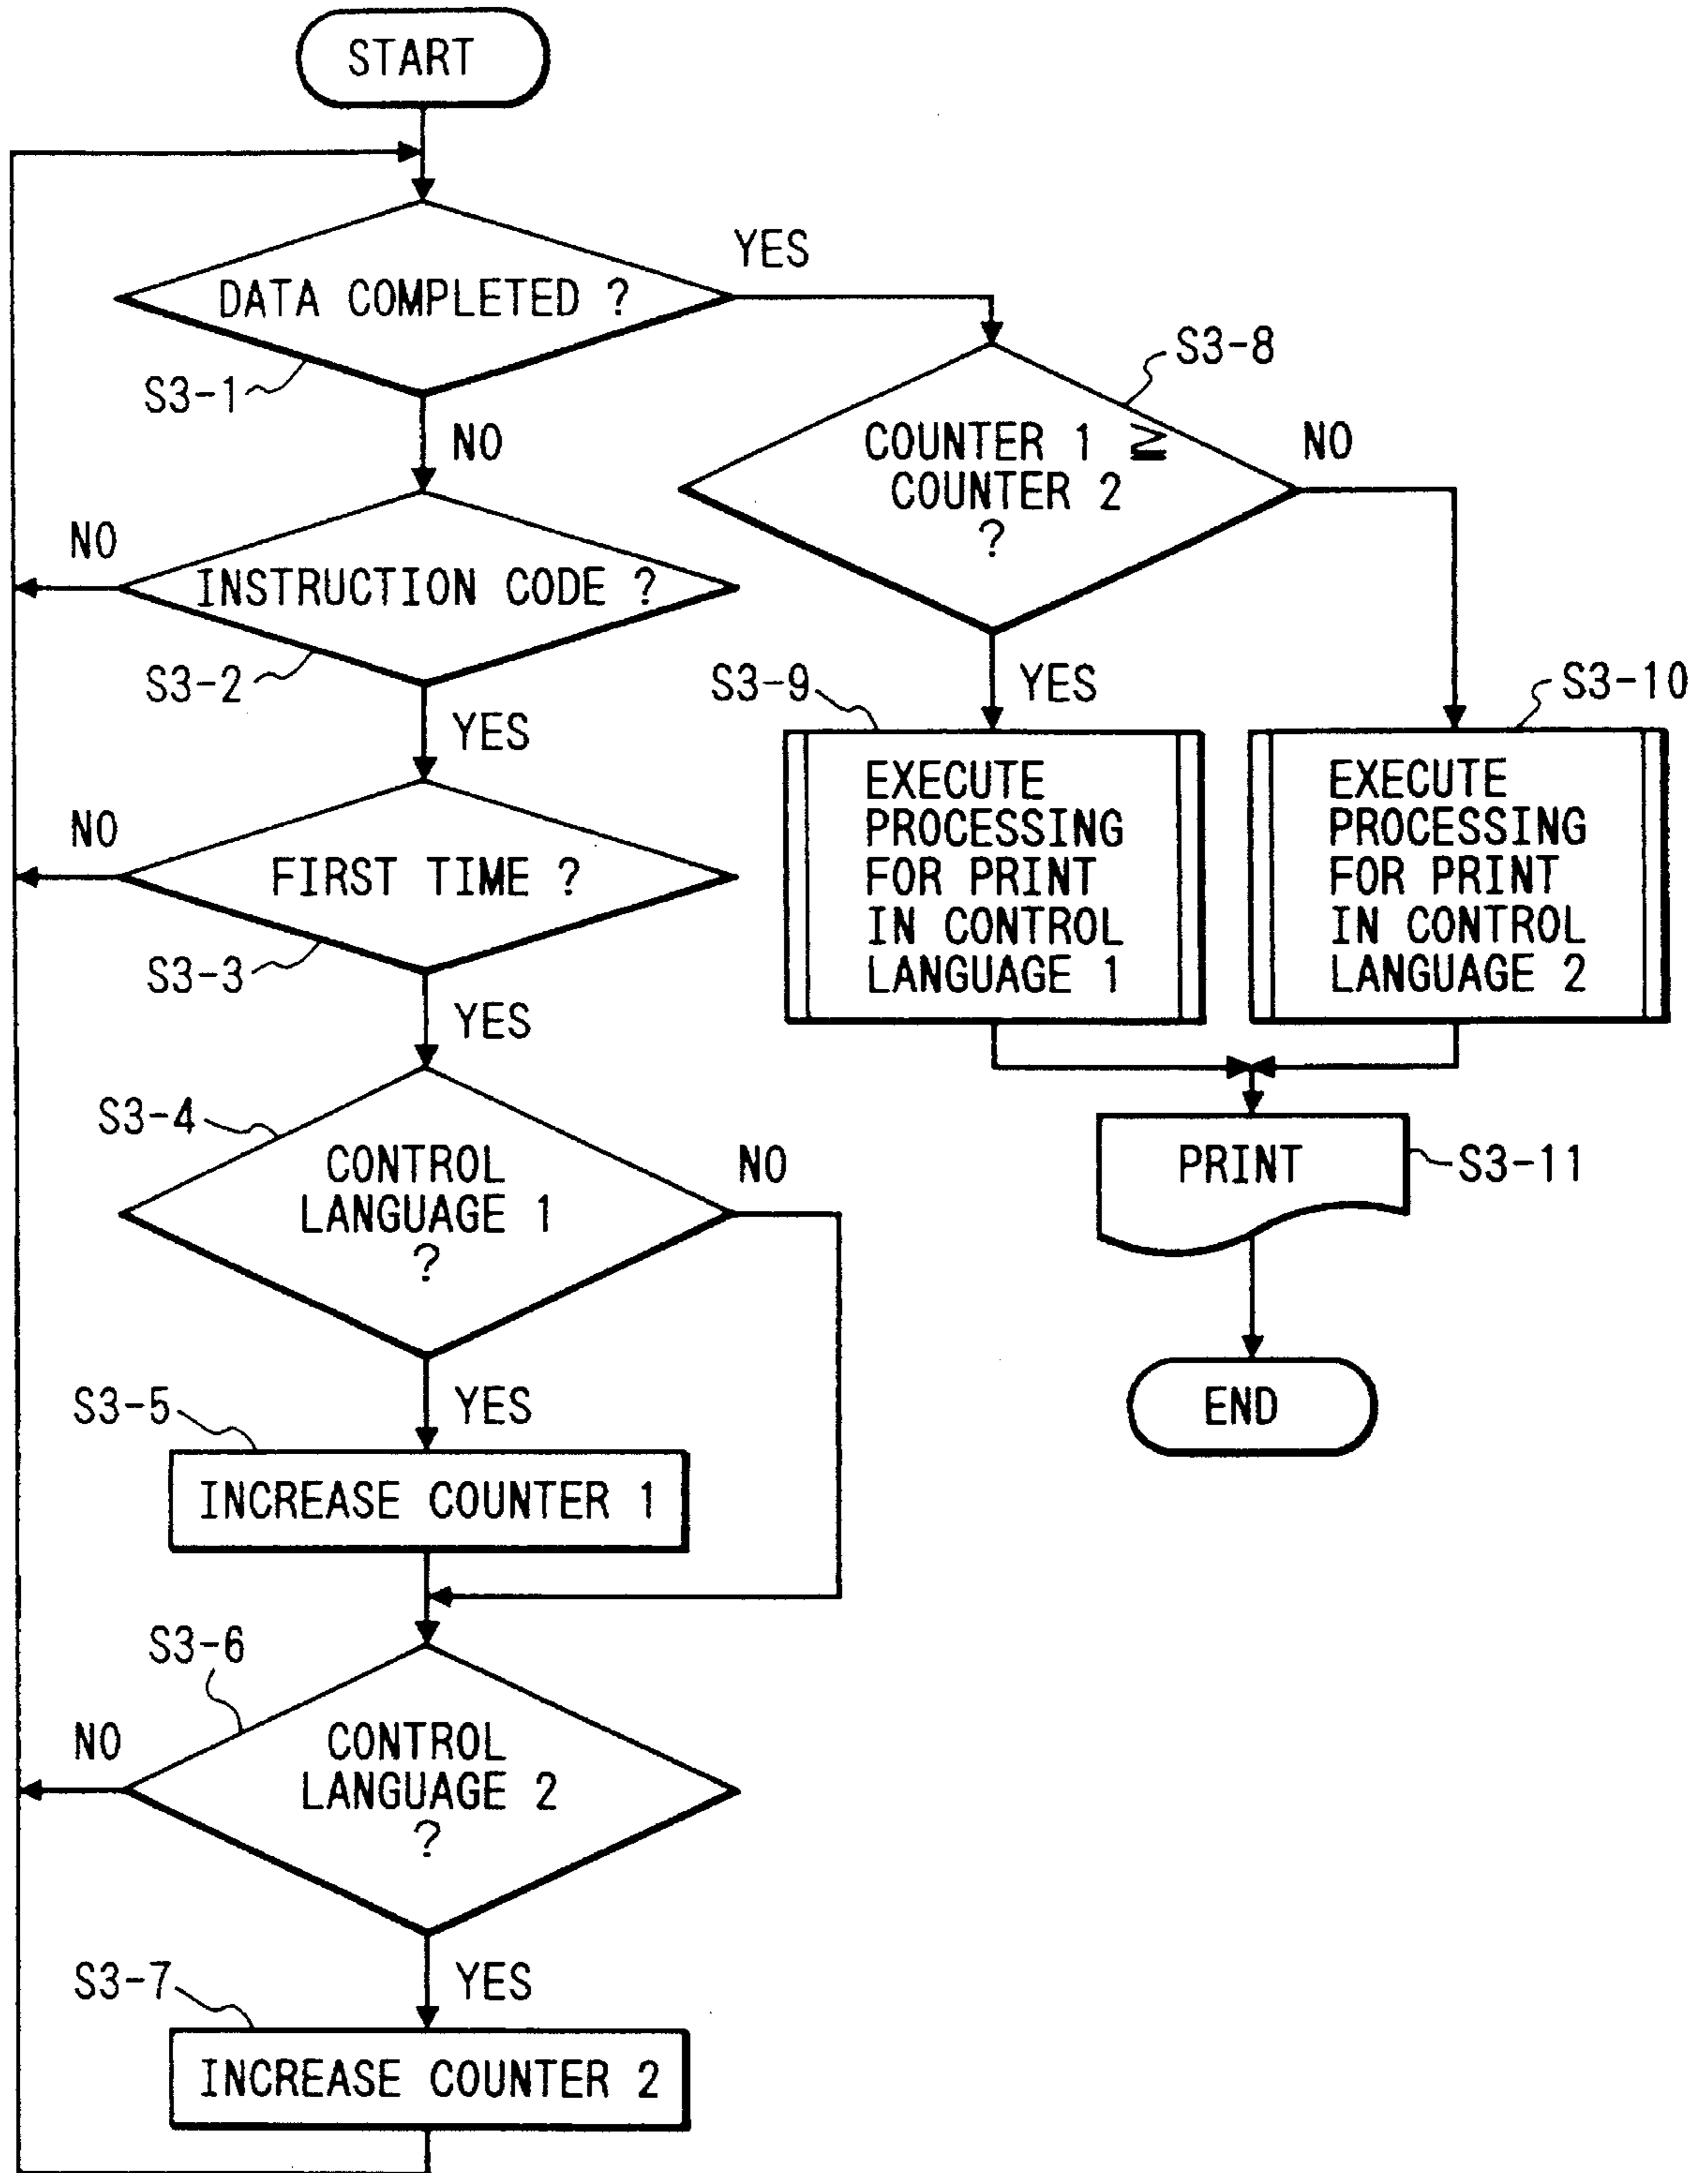 START
DATA COMPLETED ?
YES
S3-1
NO
INSTRUCTION CODE ?
NO
S3-2
YES
FIRST TIME ?
NO
S3-3
YES
S3-4
CONTROL
LANGUAGE 1
?
NO
YES
S3-5
INCREASE COUNTER 1
S3-6
CONTROL
LANGUAGE 2
?
NO
YES
S3-7
INCREASE COUNTER 2
S3-8
COUNTER 1 ≧
COUNTER 2
?
NO
YES
S3-9
EXECUTE
PROCESSING
FOR PRINT
IN CONTROL
LANGUAGE 1
S3-10
EXECUTE
PROCESSING
FOR PRINT
IN CONTROL
LANGUAGE 2
PRINT
S3-11
END